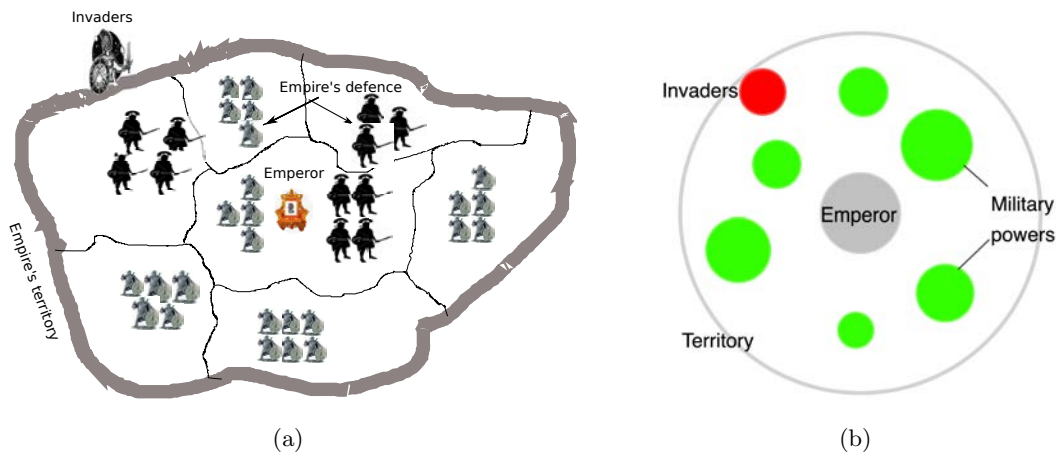 Invaders
Empire's defence
Emperor
Empire's territory
(a)
Invaders
Emperor
Military
powers
Territory
(b)